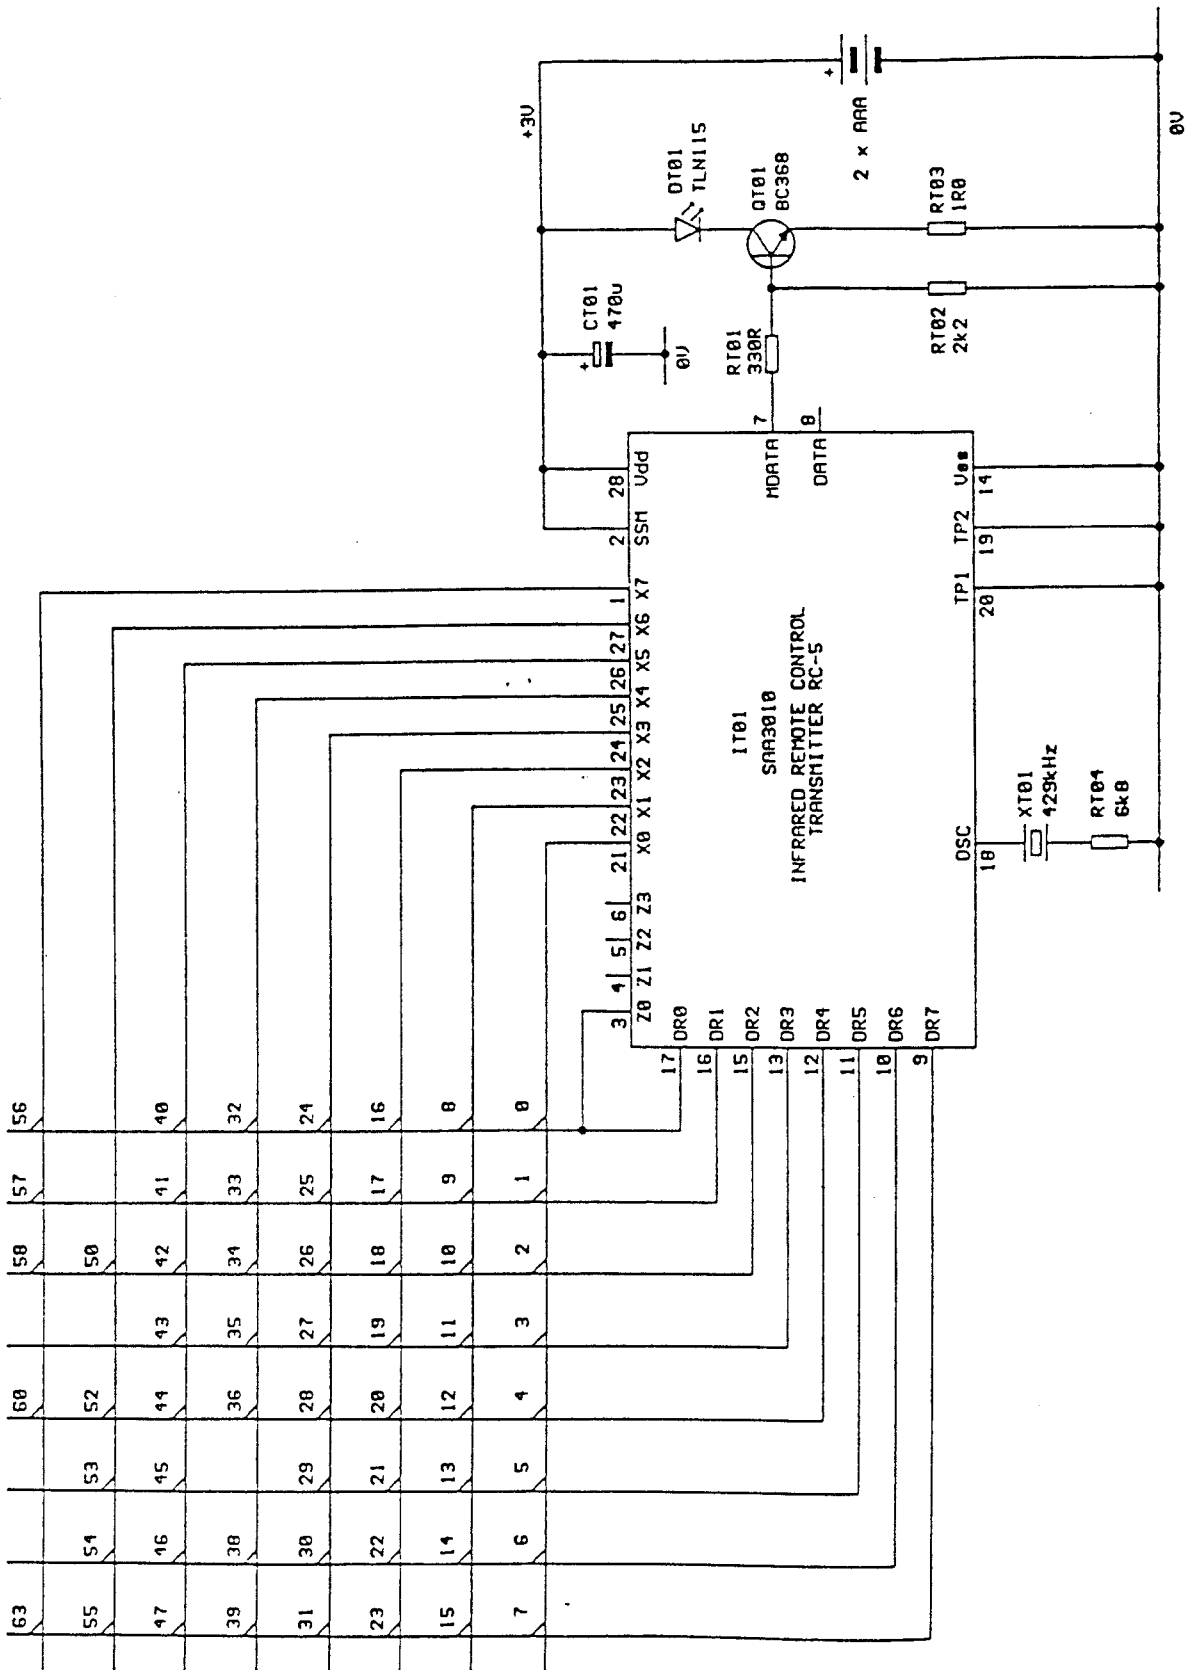 63 60 58 57 56
55 54 53 52 50
47 46 45 44 43 42 41 40
39 38 36 35 34 33 32
31 30 29 28 27 26 25 24
23 22 21 20 19 18 17 16
15 14 13 12 11 10 9 8
7 6 5 4 3 2 1 0
+3V
CT01
470u
0V
3 4 5 6 21 22 23 24 25 26 27 1 2 28
Z0 Z1 Z2 Z3 X0 X1 X2 X3 X4 X5 X6 X7 SSM Vdd
17 DR0
16 DR1
15 DR2
13 DR3
12 DR4
11 DR5
10 DR6
9 DR7
IT01
SAA3010
INFRARED REMOTE CONTROL
TRANSMITTER RC-5
MDATA 7
DATA 8
OSC TP1 TP2 Vss
18 20 19 14
DT01
TLN115
RT01
330R
QT01
BC368
2 x AAA
RT02
2k2
RT03
1R0
XT01
429kHz
RT04
6k8
0V